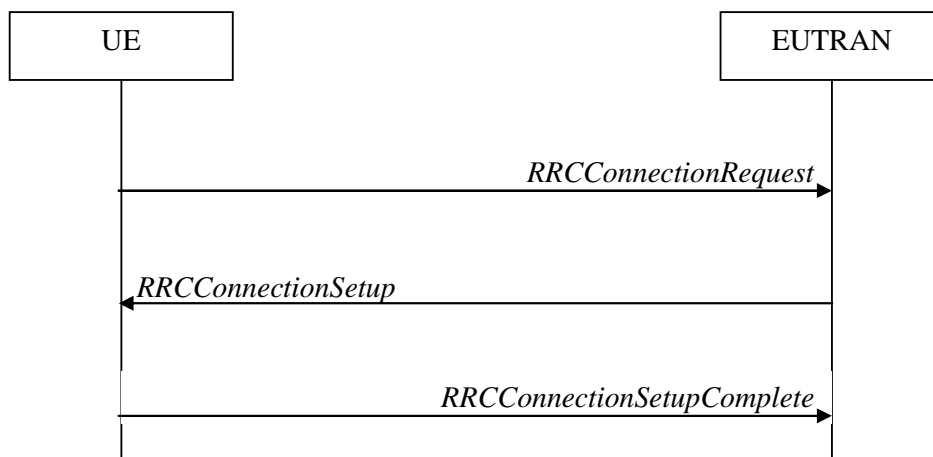 UE
EUTRAN
RRCConnectionRequest
RRCConnectionSetup
RRCConnectionSetupComplete